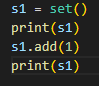 s1 = set()
print(s1)
s1.add(1)
print(s1)